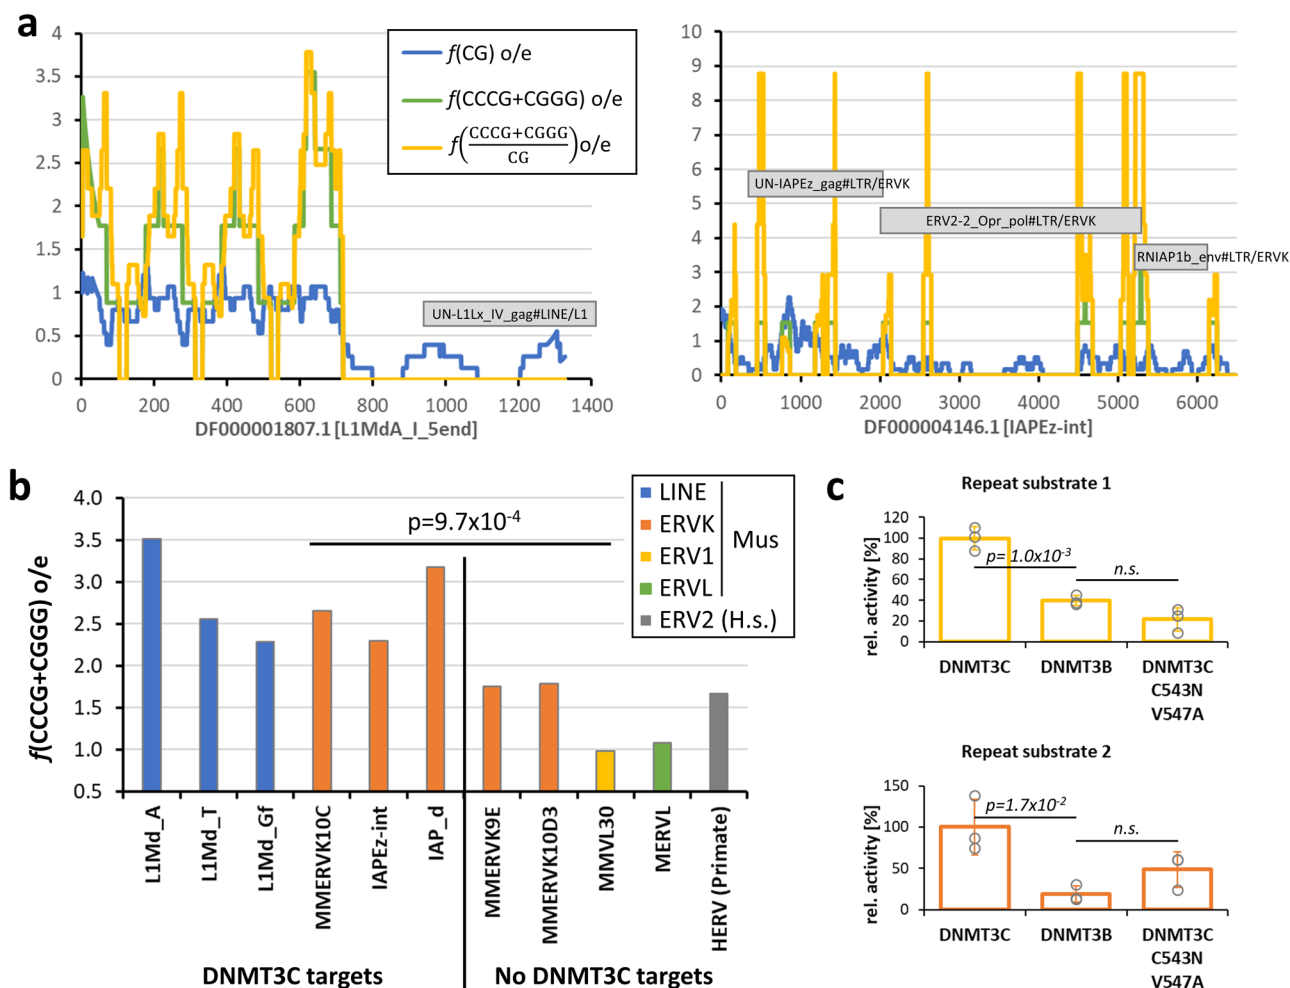 a
4
3.5
3
2.5
2
1.5
1
0.5
0
f(CG) o/e
f(CCCG+CGGG) o/e
f(CCCG+CGGG/CG)o/e
UN-L1Lx_IV_gag#LINE/L1
0 200 400 600 800 1000 1200 1400
DF000001807.1 [L1MdA_I_5end]
10
9
8
7
6
5
4
3
2
1
0
UN-IAPEz_gag#LTR/ERVK
ERV2-2_Opr_pol#LTR/ERVK
RNIAP1b_env#LTR/ERVK
0 1000 2000 3000 4000 5000 6000
DF000004146.1 [IAPEz-int]
b
f(CCCG+CGGG) o/e
4.0
3.5
3.0
2.5
2.0
1.5
1.0
0.5
p=9.7x10-4
LINE
ERVK
ERV1
ERVL
Mus
ERV2 (H.s.)
L1Md_A
L1Md_T
L1Md_Gf
MMERVK10C
IAPEz-int
IAP_d
MMERVK9E
MMERVK10D3
MMVL30
MERVL
HERV (Primate)
DNMT3C targets
No DNMT3C targets
c
Repeat substrate 1
rel. activity [%]
120
100
80
60
40
20
0
p= 1.0x10-3
n.s.
DNMT3C
DNMT3B
DNMT3C
C543N
V547A
Repeat substrate 2
rel. activity [%]
150
100
50
0
p=1.7x10-2
n.s.
DNMT3C
DNMT3B
DNMT3C
C543N
V547A